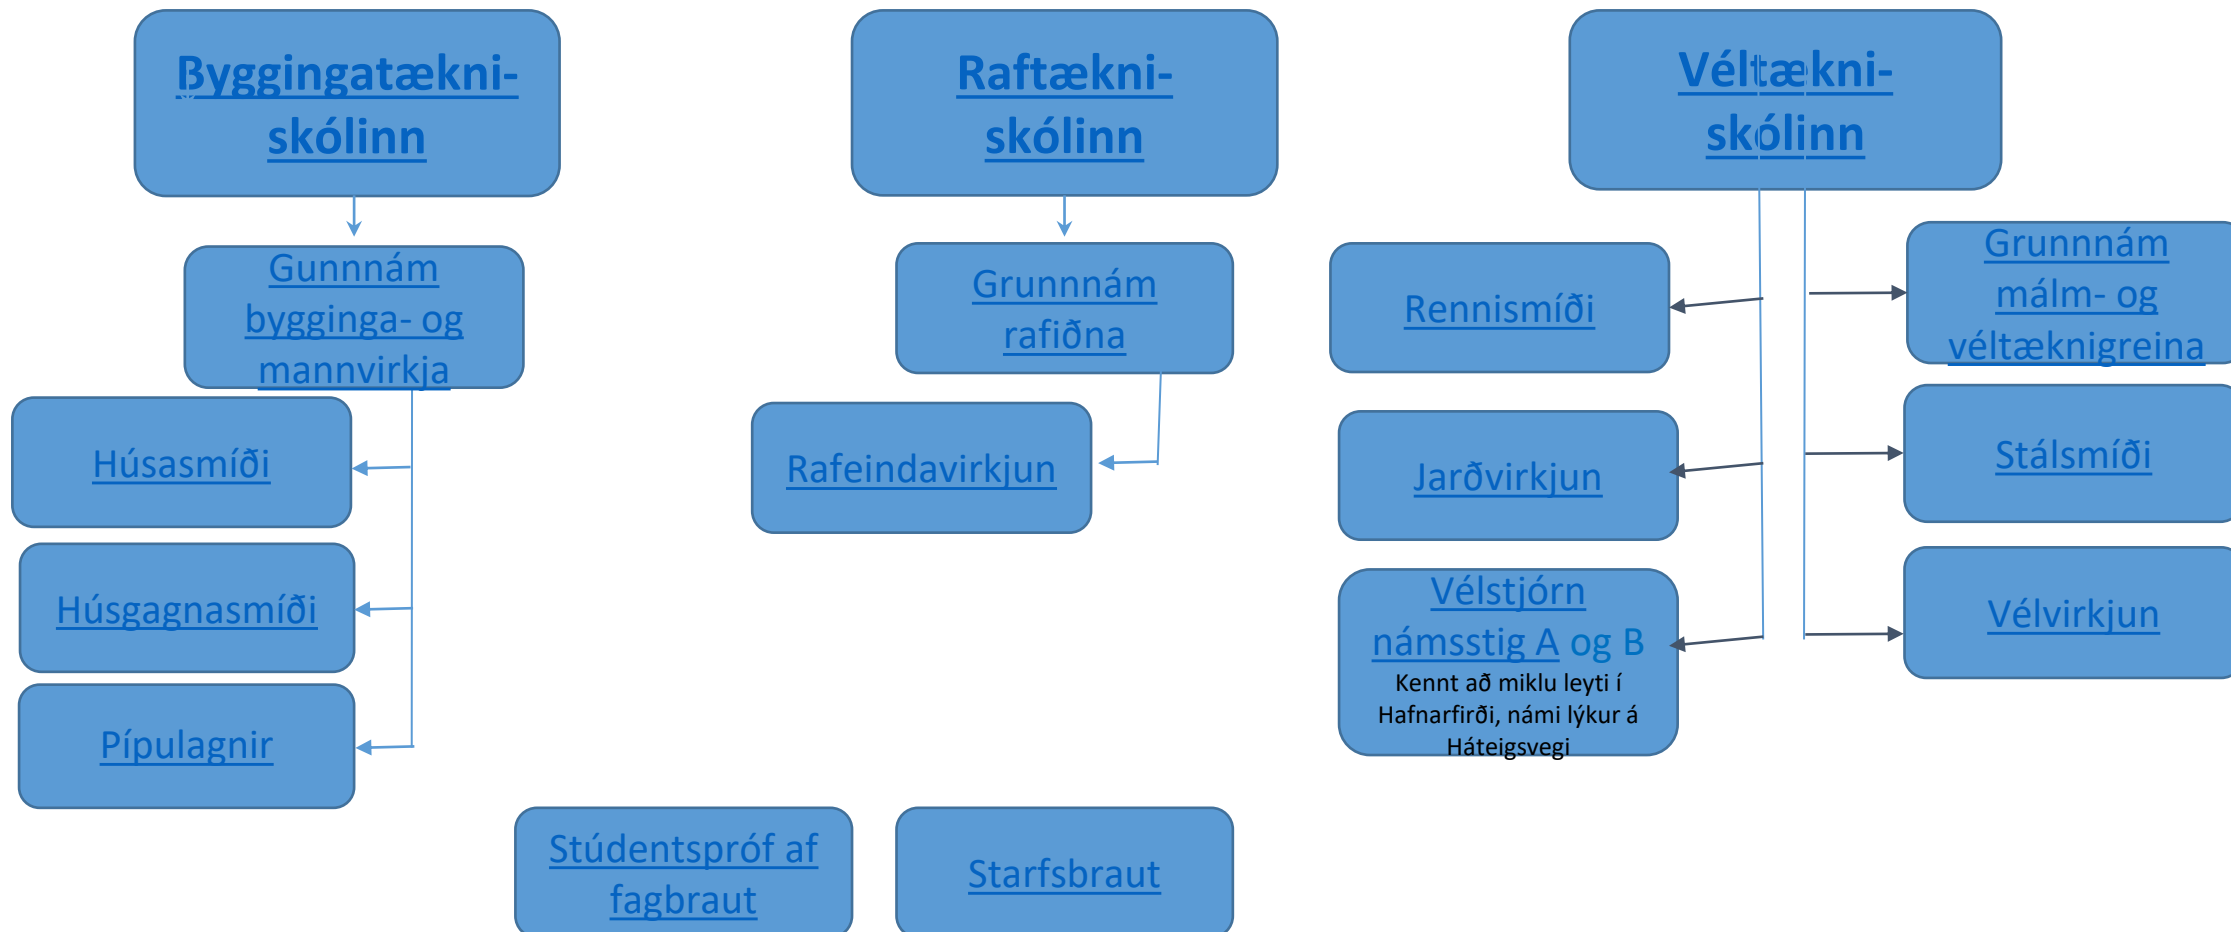 Byggingatækni-
skólinn
Raftækni-
skólinn
Véltækni-
skólinn
Gunnnám
bygginga- og
mannvirkja
Grunnnám
rafiðna
Rennismíði
Grunnnám
málm- og
véltæknigreina
Húsasmíði
Rafeindavirkjun
Jarðvirkjun
Stálsmíði
Húsgagnasmíði
Vélstjórn
námsstig A og B
Kennt að miklu leyti í
Hafnarfirði, námi lýkur á
Háteigsvegi
Vélvirkjun
Pípulagnir
Stúdentspróf af
fagbraut
Starfsbraut